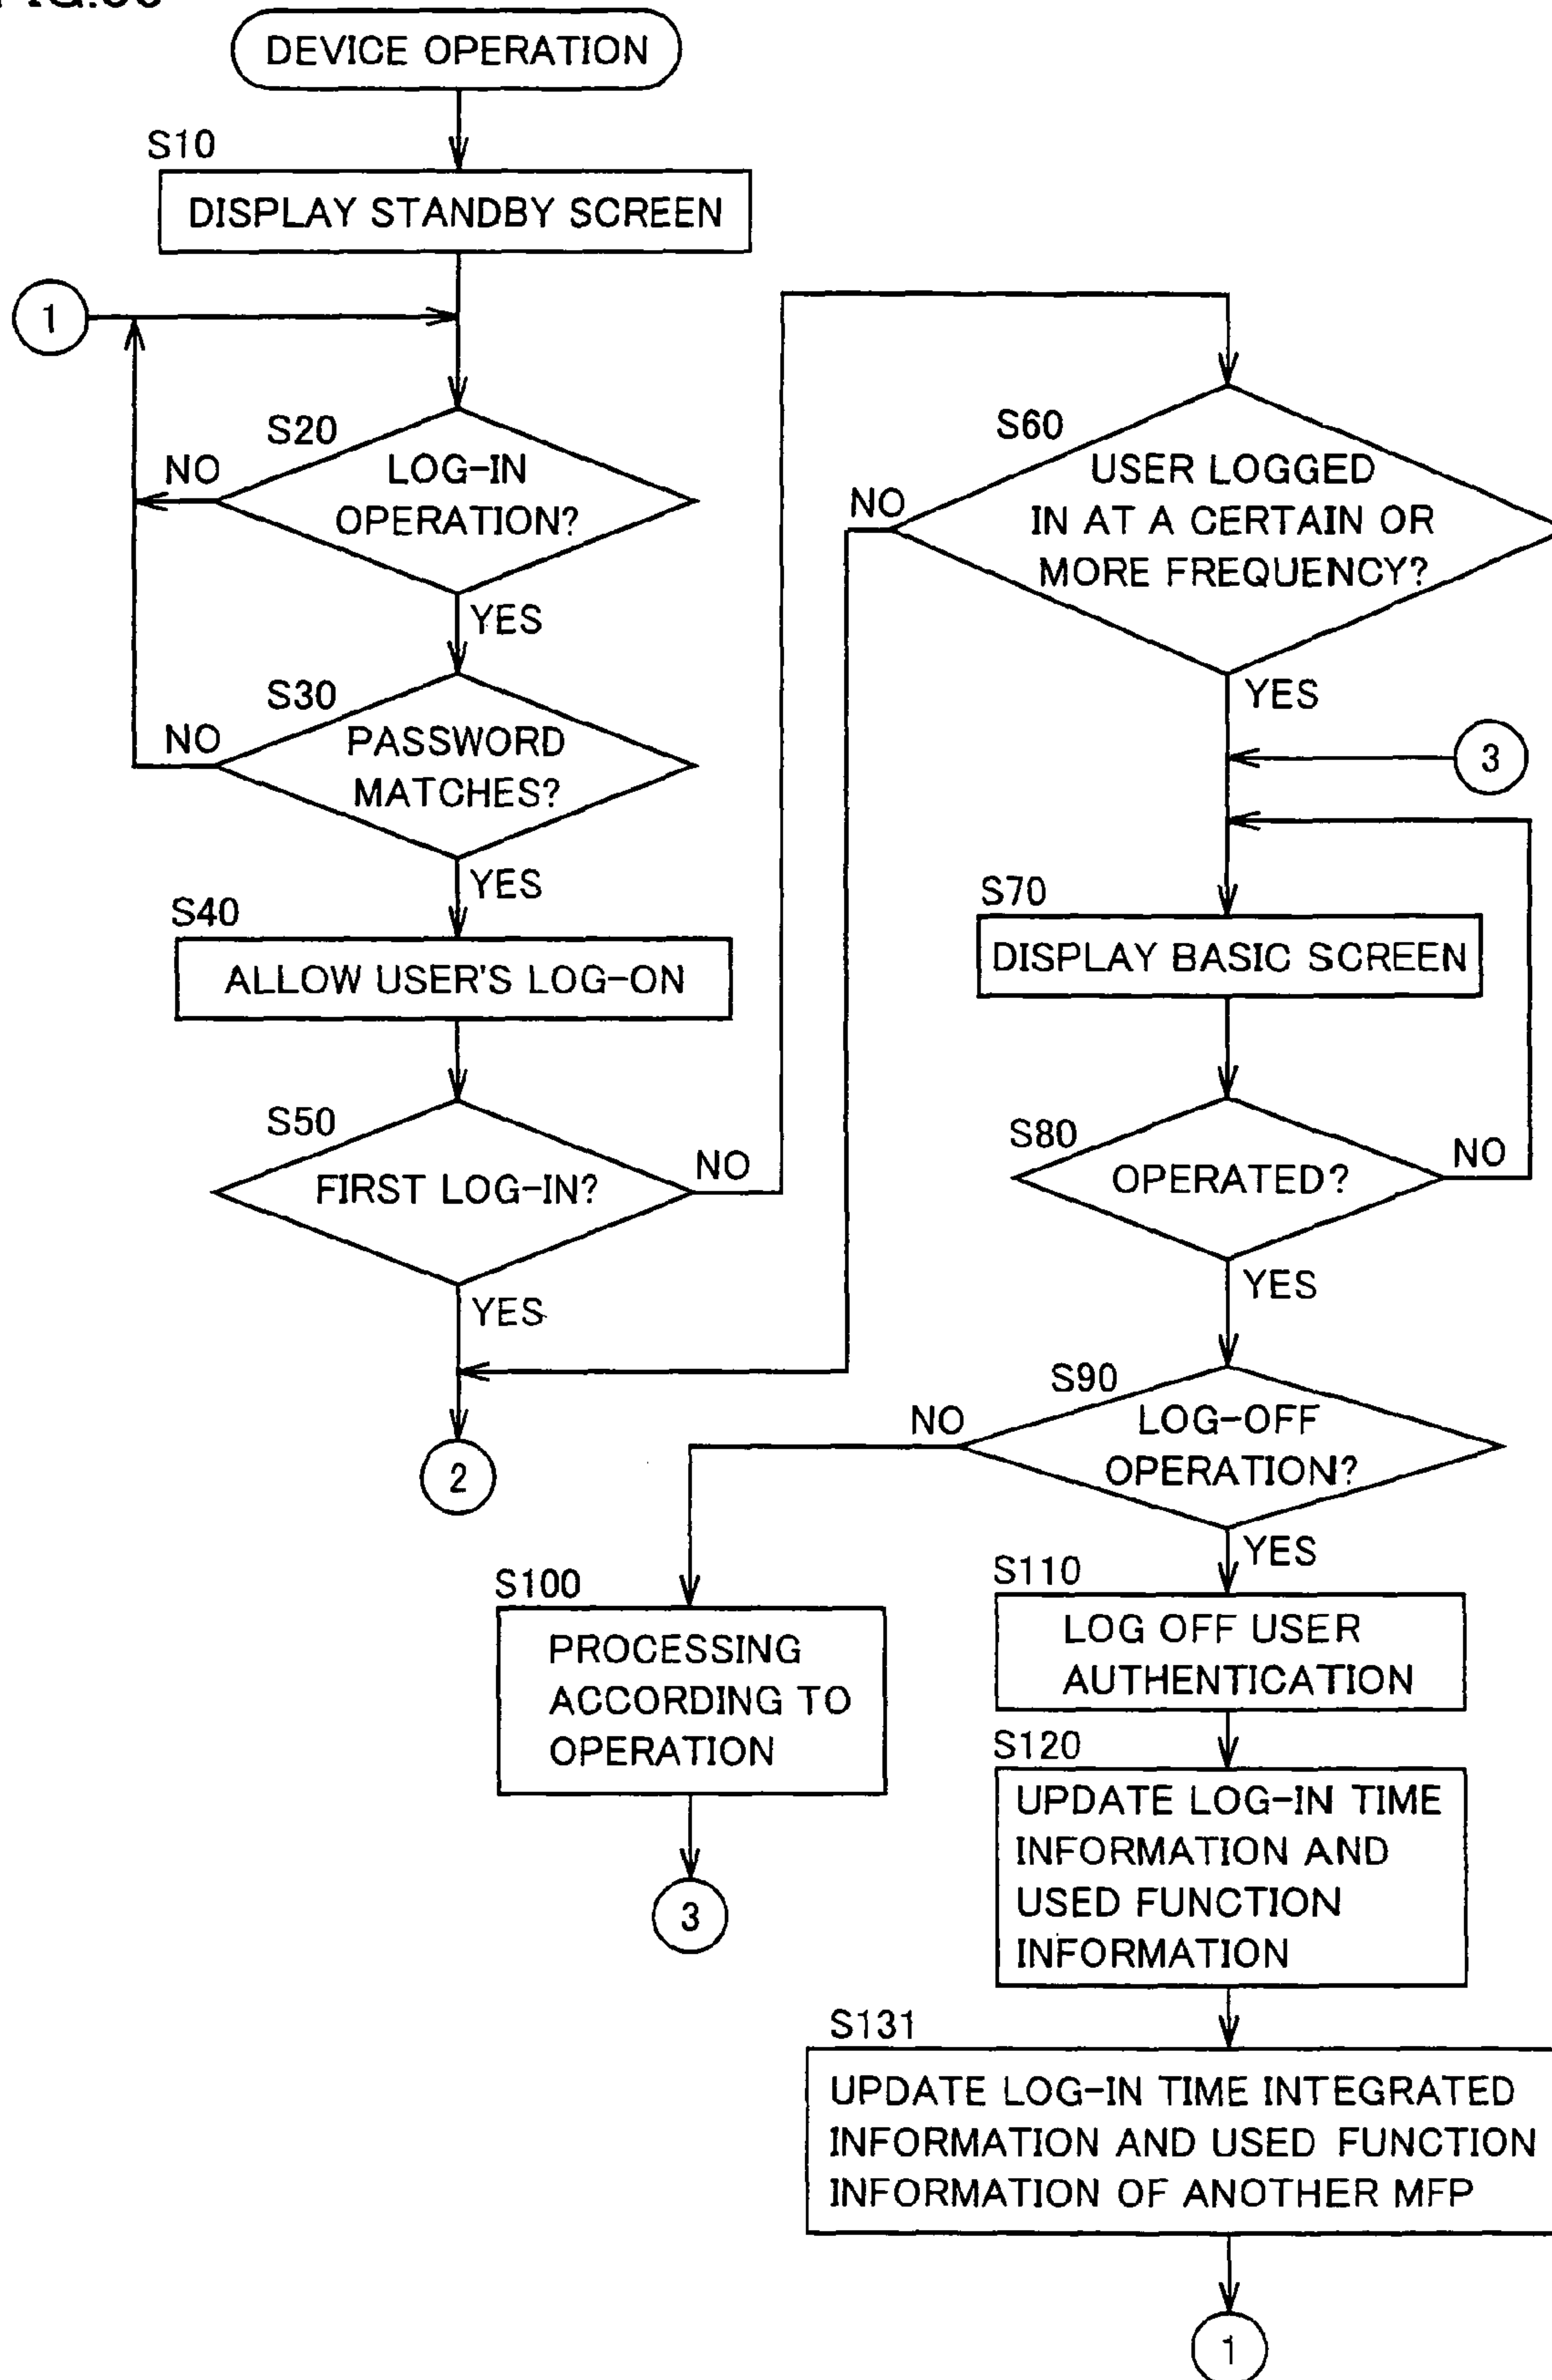 DEVICE OPERATION
S10
DISPLAY STANDBY SCREEN
1
S20
LOG-IN
OPERATION?
NO
YES
S30
PASSWORD
MATCHES?
NO
YES
S40
ALLOW USER'S LOG-ON
S50
FIRST LOG-IN?
NO
YES
2
S60
USER LOGGED
IN AT A CERTAIN OR
MORE FREQUENCY?
NO
YES
3
S70
DISPLAY BASIC SCREEN
S80
OPERATED?
NO
YES
S90
LOG-OFF
OPERATION?
NO
YES
S100
PROCESSING
ACCORDING TO
OPERATION
3
S110
LOG OFF USER
AUTHENTICATION
S120
UPDATE LOG-IN TIME
INFORMATION AND
USED FUNCTION
INFORMATION
S131
UPDATE LOG-IN TIME INTEGRATED
INFORMATION AND USED FUNCTION
INFORMATION OF ANOTHER MFP
1